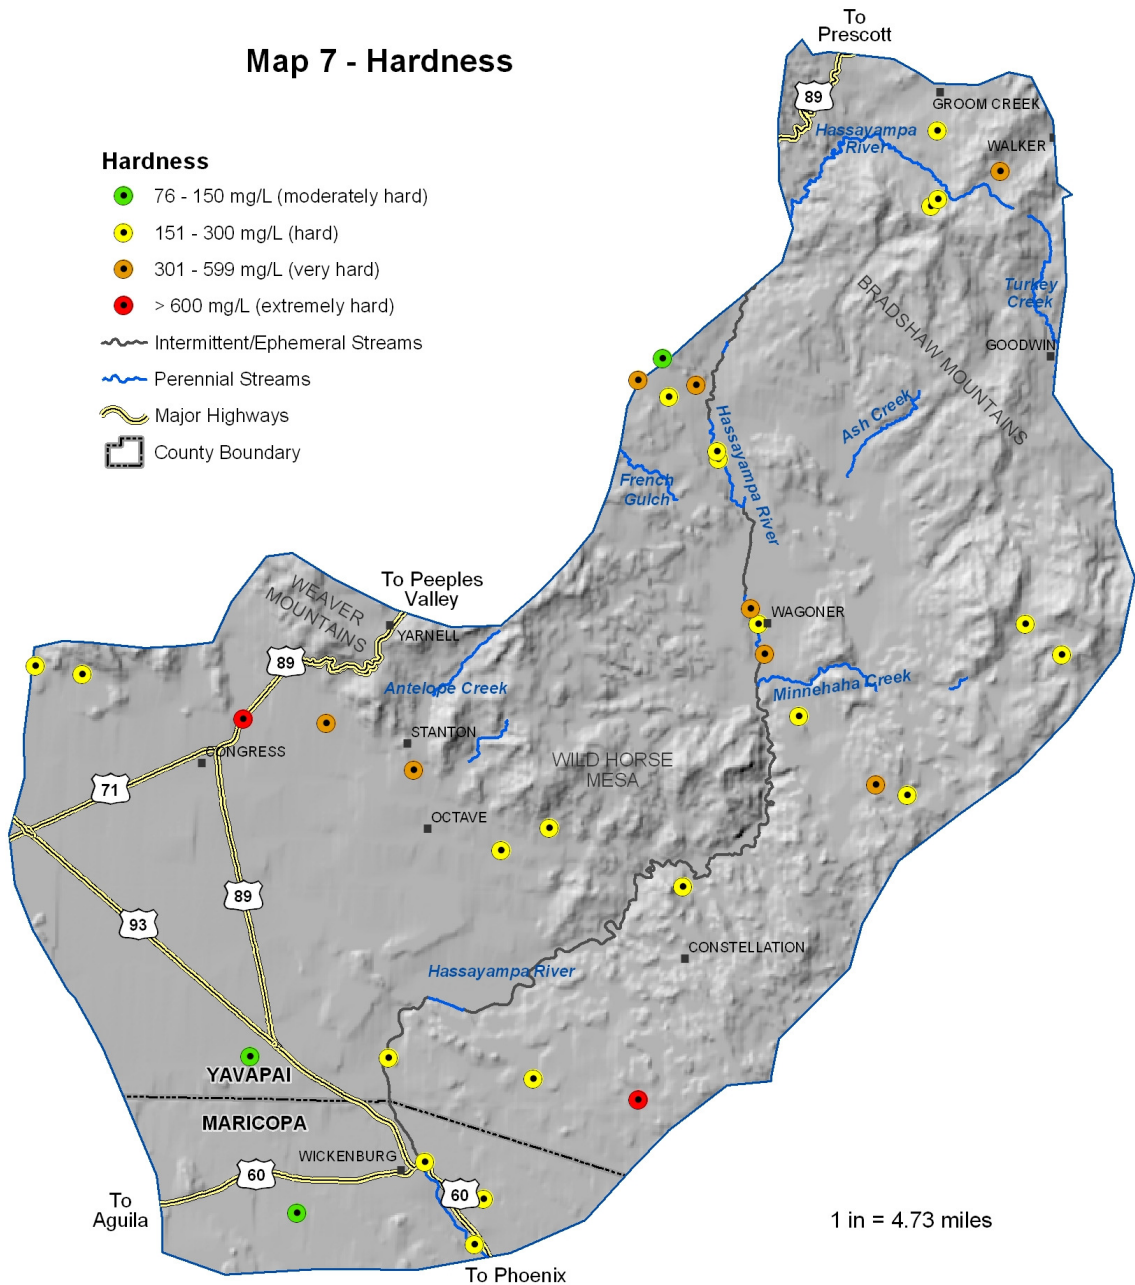 To
Prescott
Map 7 - Hardness
89
GROOM CREEK
Hassayampa
River
WALKER
Hardness
76 - 150 mg/L (moderately hard)
151 - 300 mg/L (hard)
301 - 599 mg/L (very hard)
> 600 mg/L (extremely hard)
Intermittent/Ephemeral Streams
Perennial Streams
Major Highways
County Boundary
Turkey
Creek
BRADSHAW MOUNTAINS
GOODWIN
Ash Creek
Hassayampa River
French
Gulch
To Peeples
Valley
WEAVER
MOUNTAINS
YARNELL
WAGONER
89
Antelope Creek
Minnehaha Creek
STANTON
CONGRESS
WILD HORSE
MESA
71
OCTAVE
89
93
CONSTELLATION
Hassayampa River
YAVAPAI
MARICOPA
WICKENBURG
60
60
To
Aguila
1 in = 4.73 miles
To Phoenix